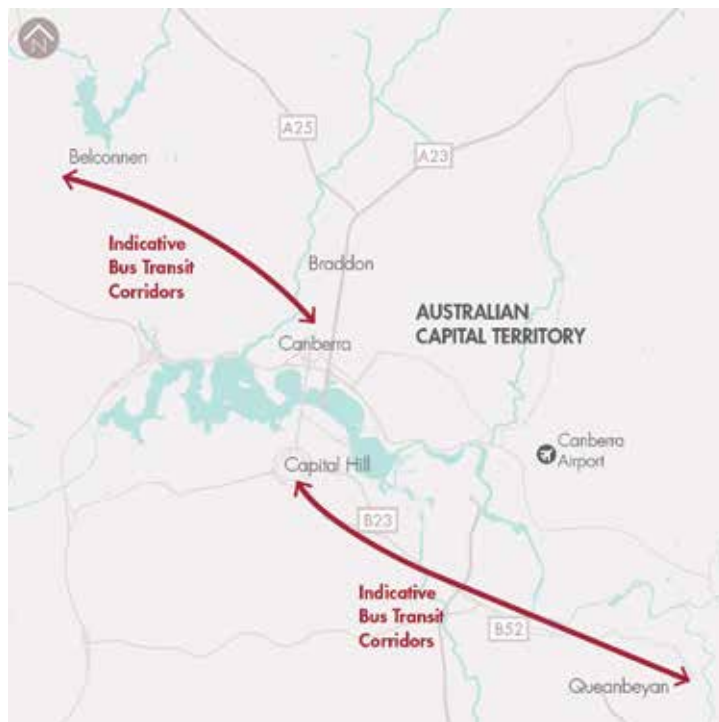 N
A25
A23
Belconnen
Indicative
Bus Transit
Corridors
Braddon
AUSTRALIAN
CAPITAL TERRITORY
Canberra
Canberra
Airport
Capital Hill
B23
Indicative
Bus Transit
Corridors
B52
Queanbeyan